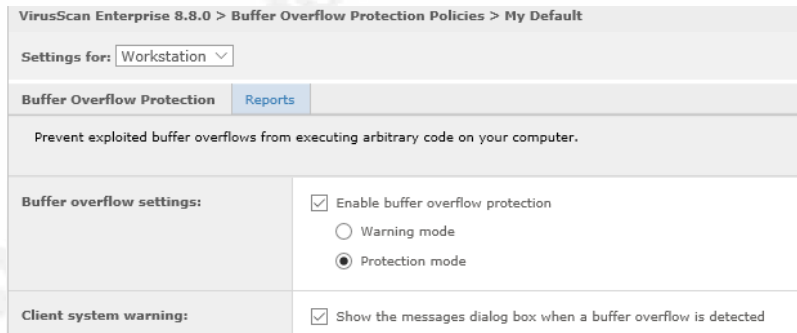 VirusScan Enterprise 8.8.0 > Buffer Overflow Protection Policies > My Default
Settings for: Workstation
Buffer Overflow Protection Reports
Prevent exploited buffer overflows from executing arbitrary code on your computer.
Buffer overflow settings: Enable buffer overflow protection
Warning mode
Protection mode
Client system warning: Show the messages dialog box when a buffer overflow is detected